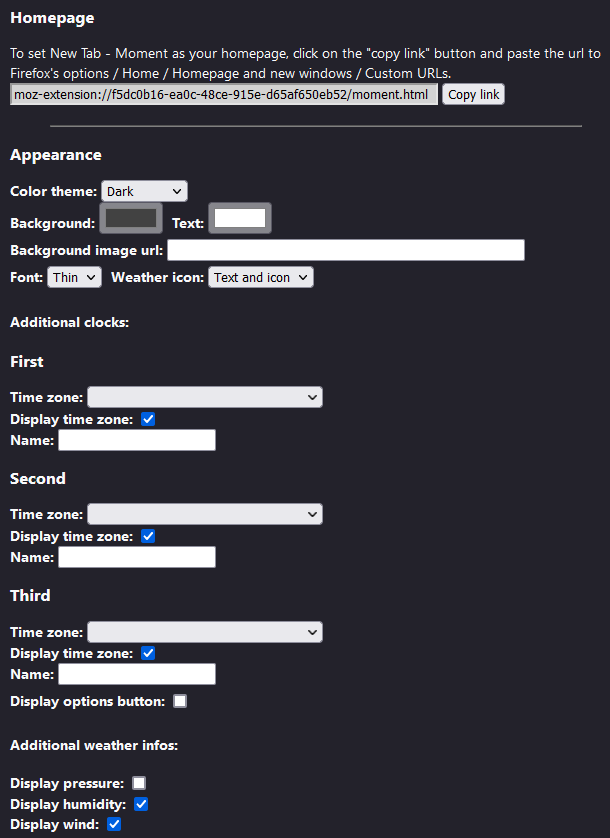 Homepage
To set New Tab - Moment as your homepage, click on the "copy link" button and paste the url to
Firefox's options / Home / Homepage and new windows / Custom URLs.
moz-extension://f5dc0b16-ea0c-48ce-915e-d65af650eb52/moment.html Copy link
Appearance
Color theme: Dark
Background: Text:
Background image url:
Font: Thin Weather icon: Text and icon
Additional clocks:
First
Time zone:
Display time zone:
Name:
Second
Time zone:
Display time zone:
Name:
Third
Time zone:
Display time zone:
Name:
Display options button:
Additional weather infos:
Display pressure:
Display humidity:
Display wind: